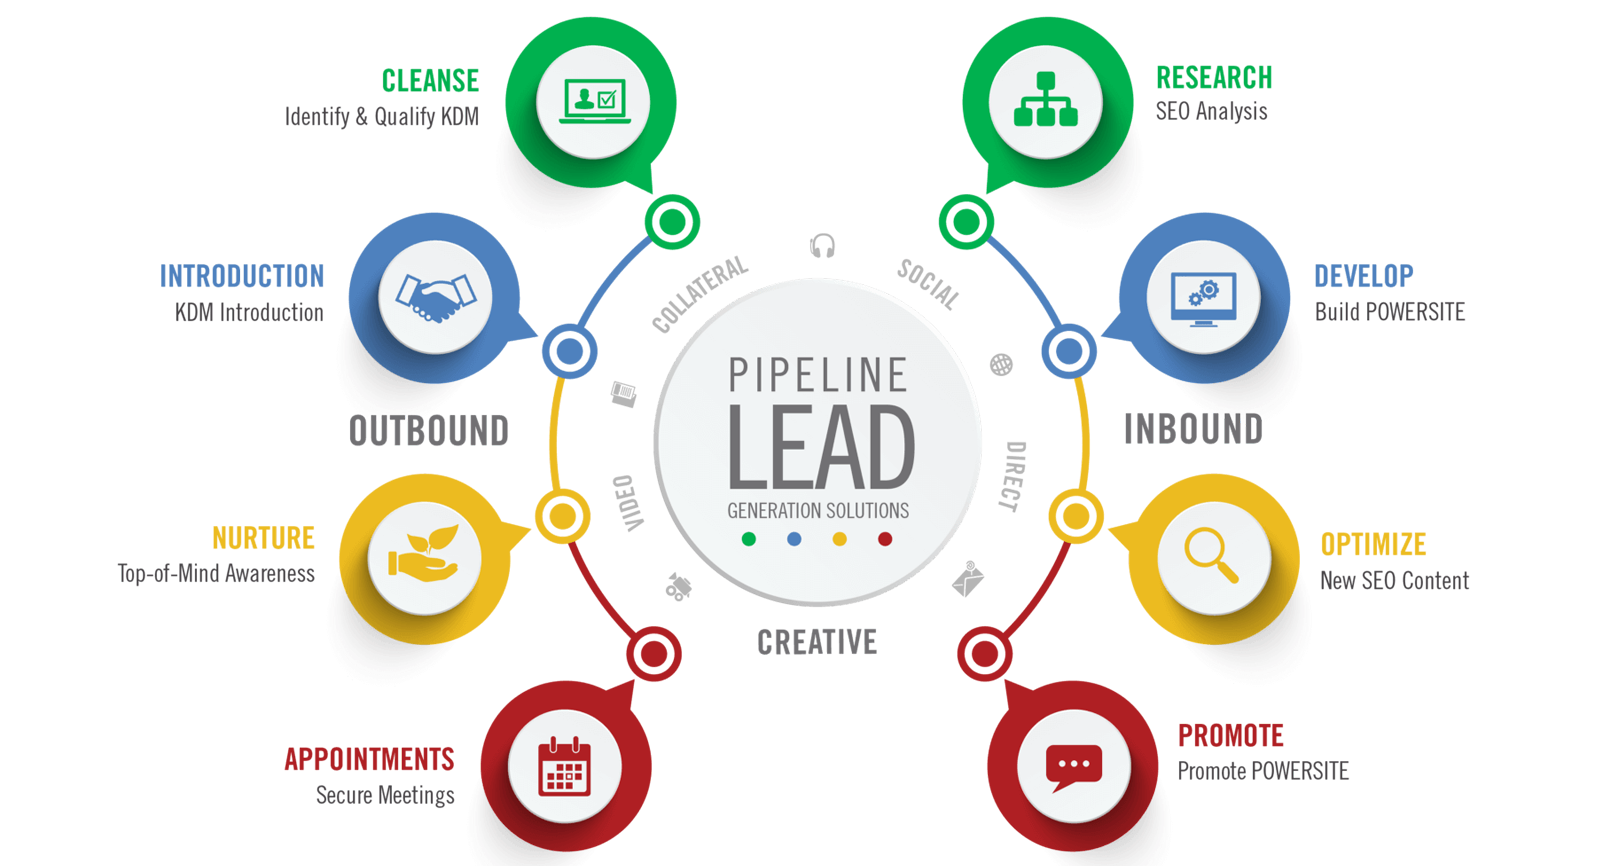 CLEANSE
Identify & Qualify KDM
INTRODUCTION
KDM Introduction
OUTBOUND
NURTURE
Top-of-Mind Awareness
APPOINTMENTS
Secure Meetings
COLLATERAL
SOCIAL
VIDEO
DIRECT
PIPELINE
LEAD
GENERATION SOLUTIONS
CREATIVE
RESEARCH
SEO Analysis
DEVELOP
Build POWERSITE
INBOUND
OPTIMIZE
New SEO Content
PROMOTE
Promote POWERSITE